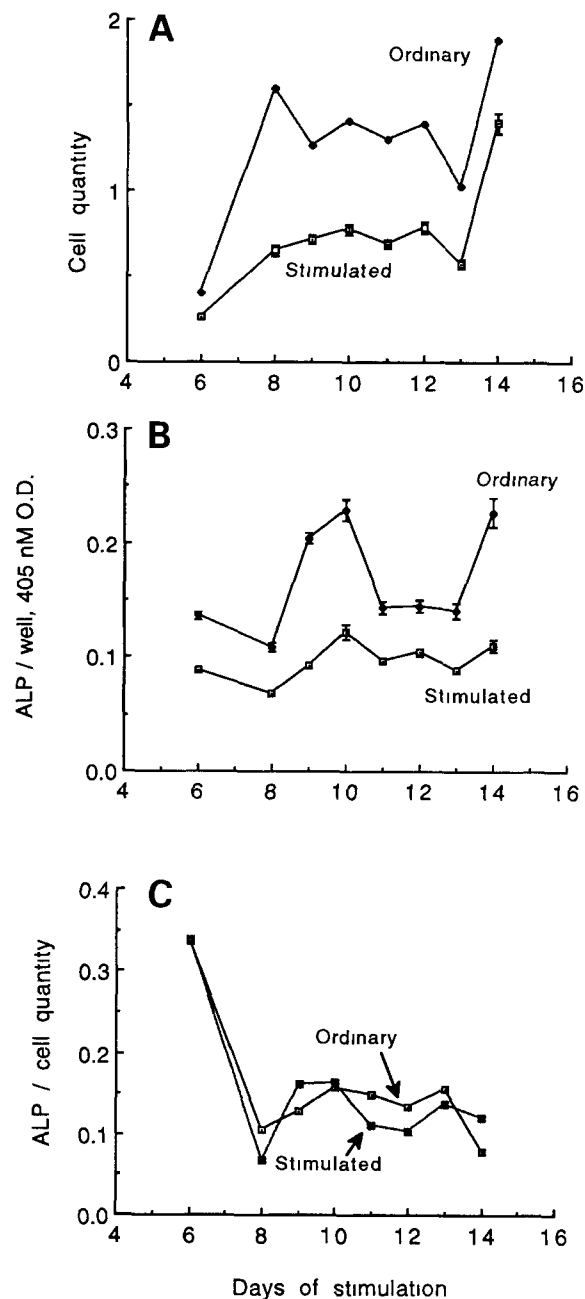 A
2
Ordinary
Cell quantity
1
Stimulated
0
4 6 8 10 12 14 16
B
0.3
Ordinary
ALP / well, 405 nM O.D.
0.2
0.1
Stimulated
0.0
4 6 8 10 12 14 16
C
0.4
ALP / cell quantity
0.3
Ordinary
0.2
0.1
Stimulated
0.0
4 6 8 10 12 14 16
Days of stimulation